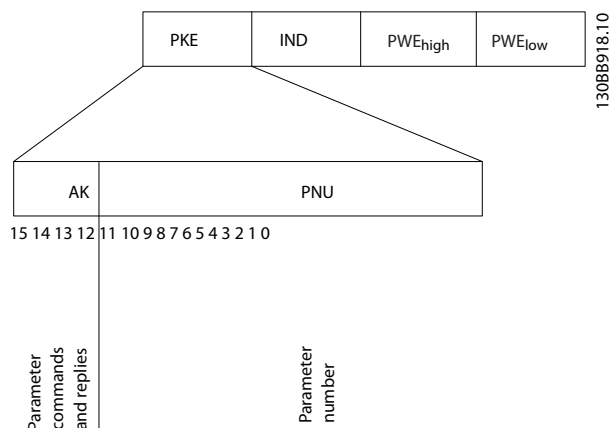 PKE IND PWEhigh PWElow
130BB918.10
AK PNU
15 14 13 12 11 10 9 8 7 6 5 4 3 2 1 0
Parameter
commands
and replies
Parameter
number